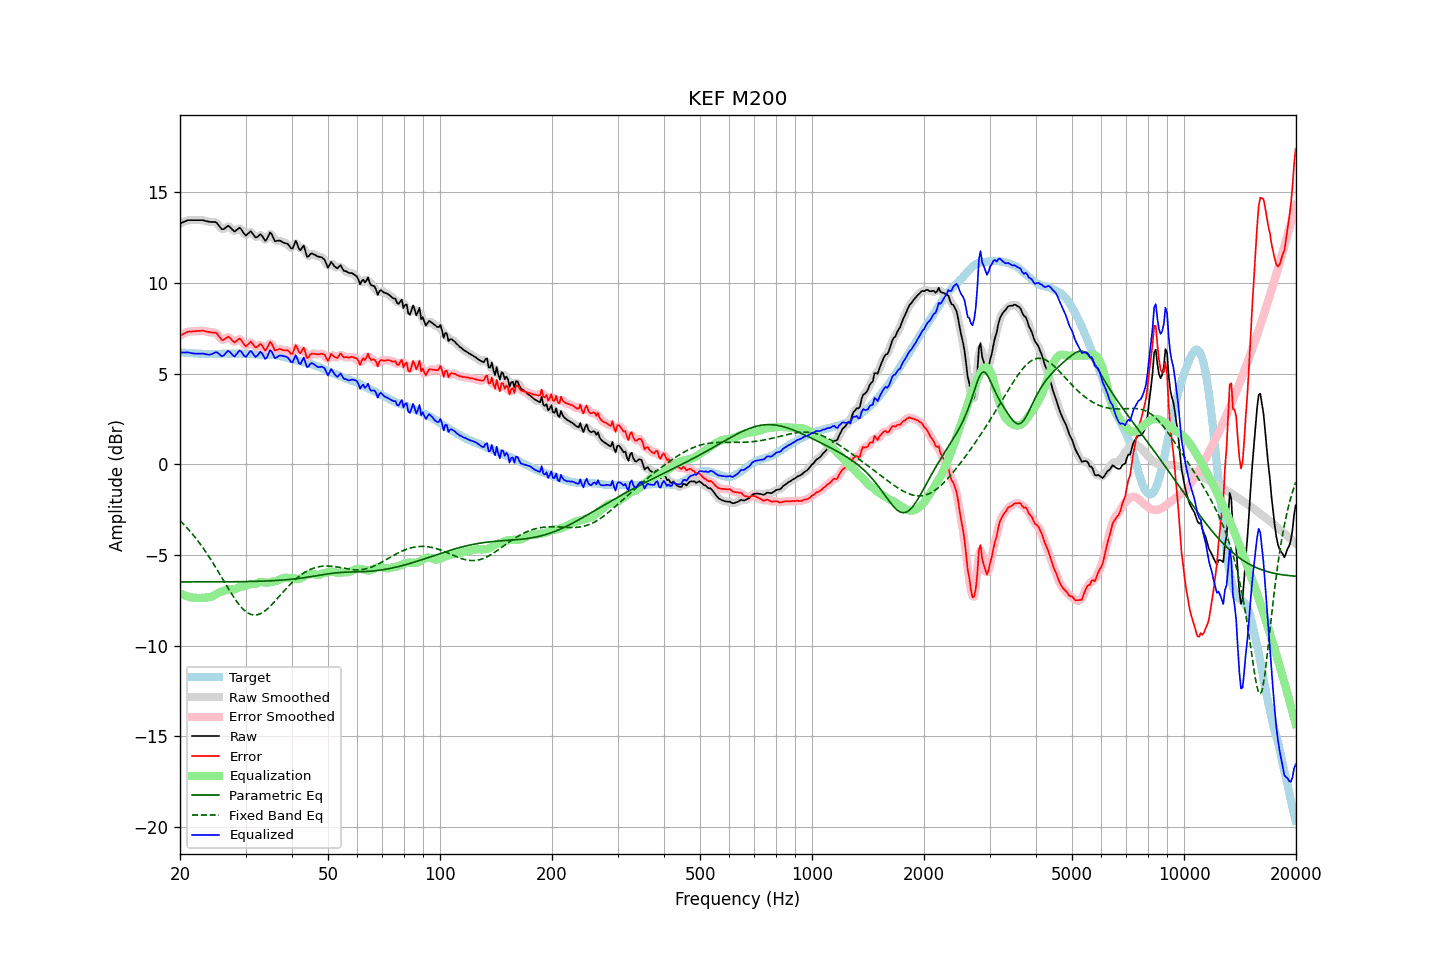 KEF M200
Amplitude (dBr)
15
10
5
0
−5
−10
−15
−20
Target
Raw Smoothed
Error Smoothed
Raw
Error
Equalization
Parametric Eq
Fixed Band Eq
Equalized
20 50 100 200 500 1000 2000 5000 10000 20000
Frequency (Hz)